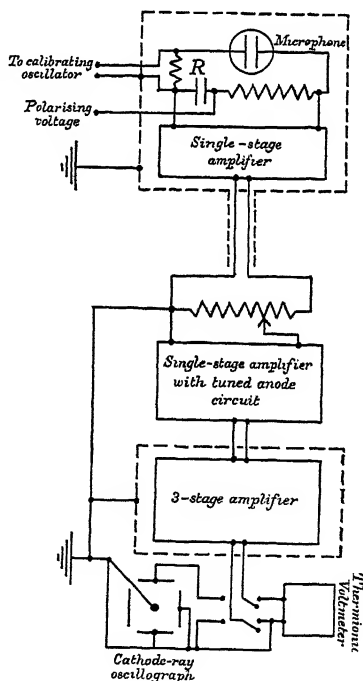 Microphone
To calibrating
oscillator
R
Polarising
voltage
Single-stage
amplifier
Single-stage amplifier
with tuned anode
circuit
3-stage amplifier
Thermionic
Voltmeter
Cathode-ray
oscillograph